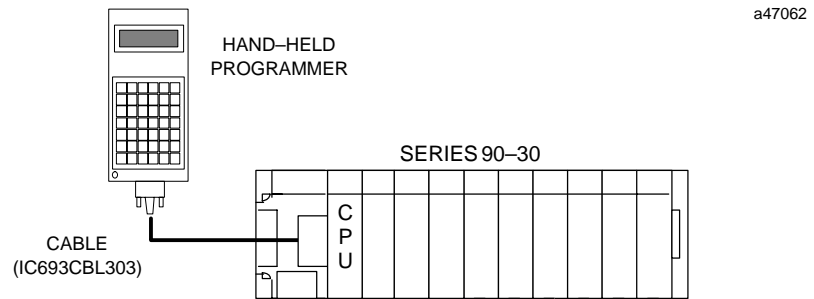 a47062
HAND–HELD
PROGRAMMER
SERIES 90–30
C
P
U
CABLE
(IC693CBL303)